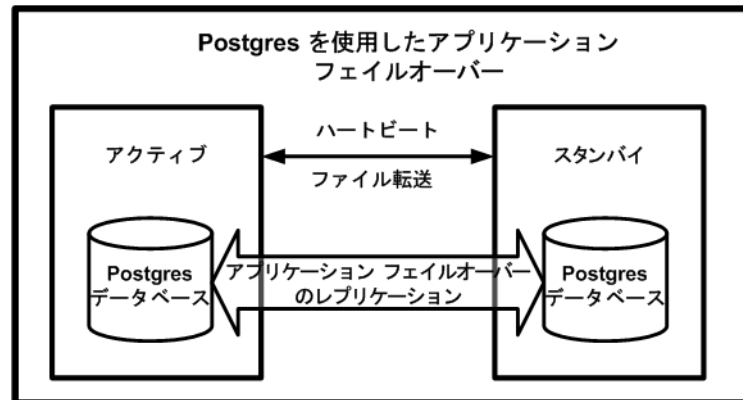 Postgres を使用したアプリケーション
フェイルオーバー
ハートビート
アクティブ
スタンバイ
ファイル転送
Postgres
データベース
アプリケーション フェイルオーバー
のレプリケーション
Postgres
データベース